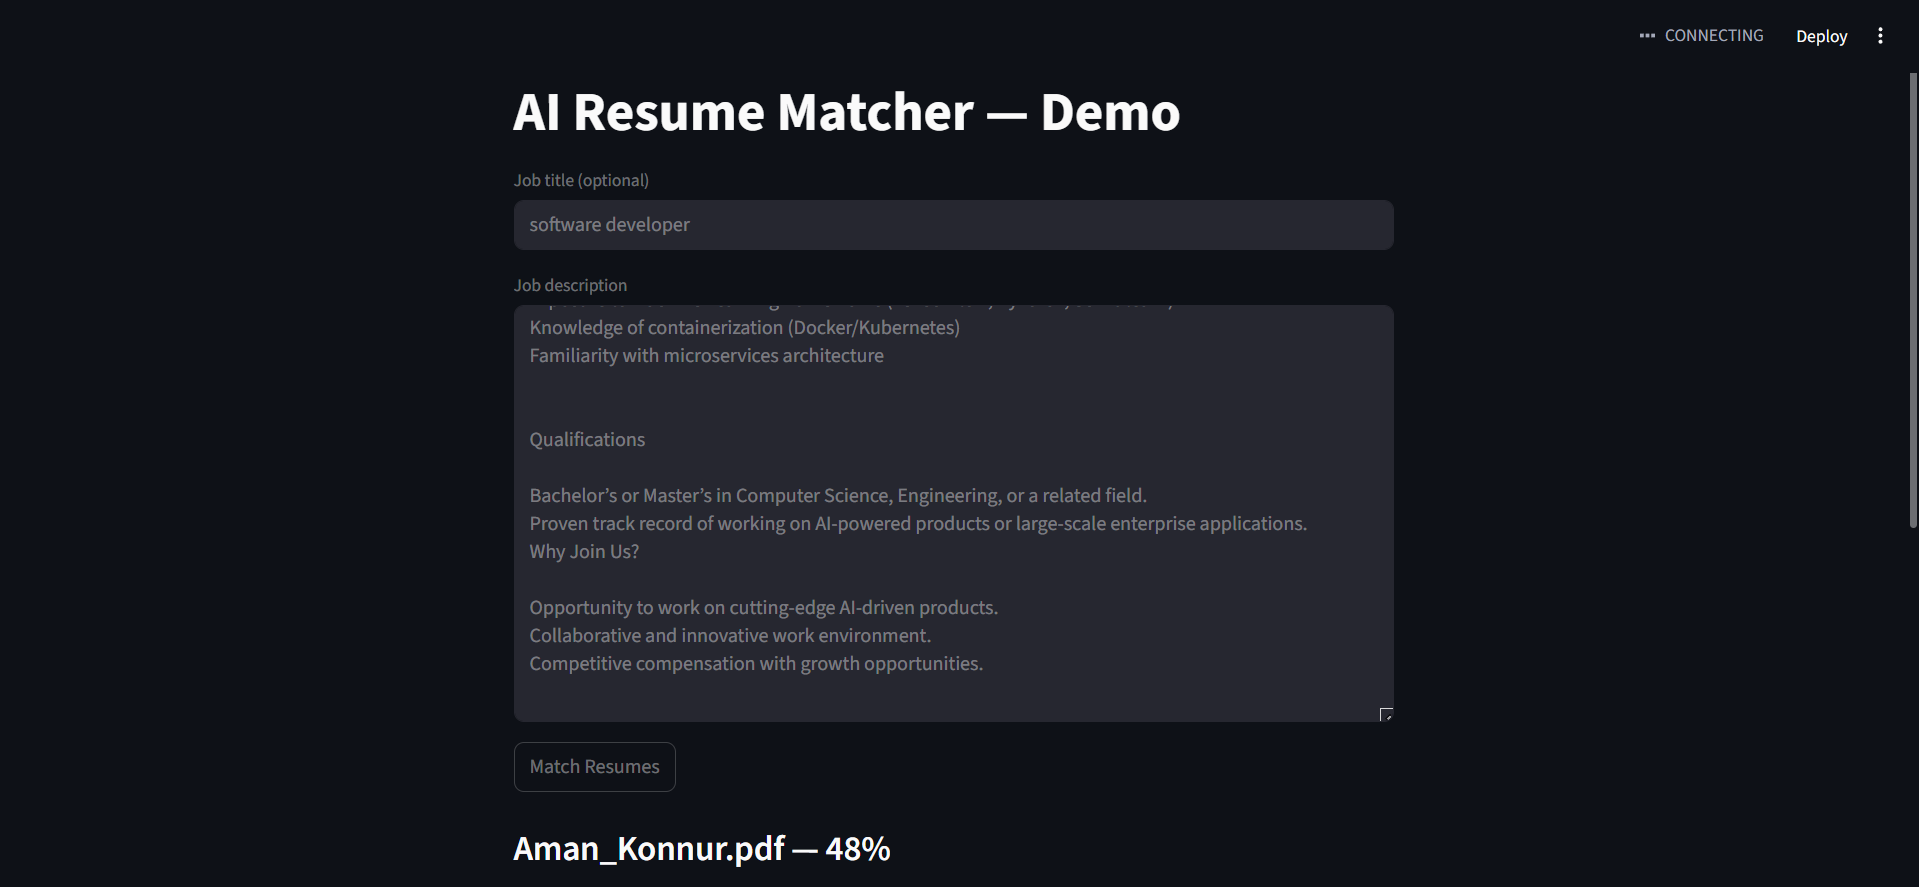 CONNECTING
Deploy
AI Resume Matcher — Demo
Job title (optional)
software developer
Job description
Knowledge of containerization (Docker/Kubernetes)
Familiarity with microservices architecture
Qualifications
Bachelor’s or Master’s in Computer Science, Engineering, or a related field.
Proven track record of working on AI-powered products or large-scale enterprise applications.
Why Join Us?
Opportunity to work on cutting-edge AI-driven products.
Collaborative and innovative work environment.
Competitive compensation with growth opportunities.
Match Resumes
Aman_Konnur.pdf — 48%